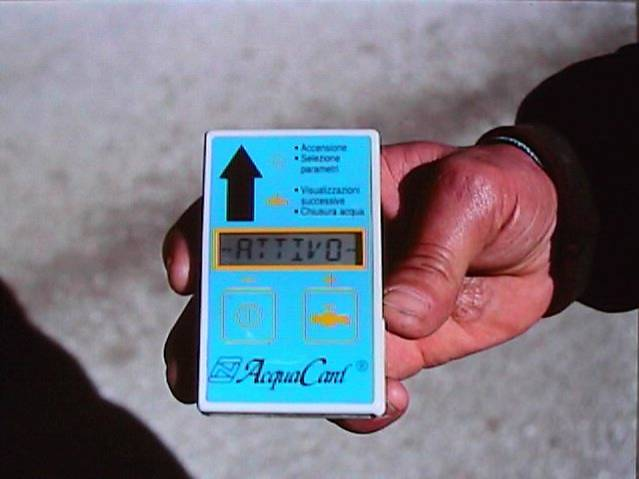 • Accensione
• Selezione
parametri
• Visualizzazioni
successive
• Chiusura acqua
-ATTIVO-
- +
AcquaCard ®